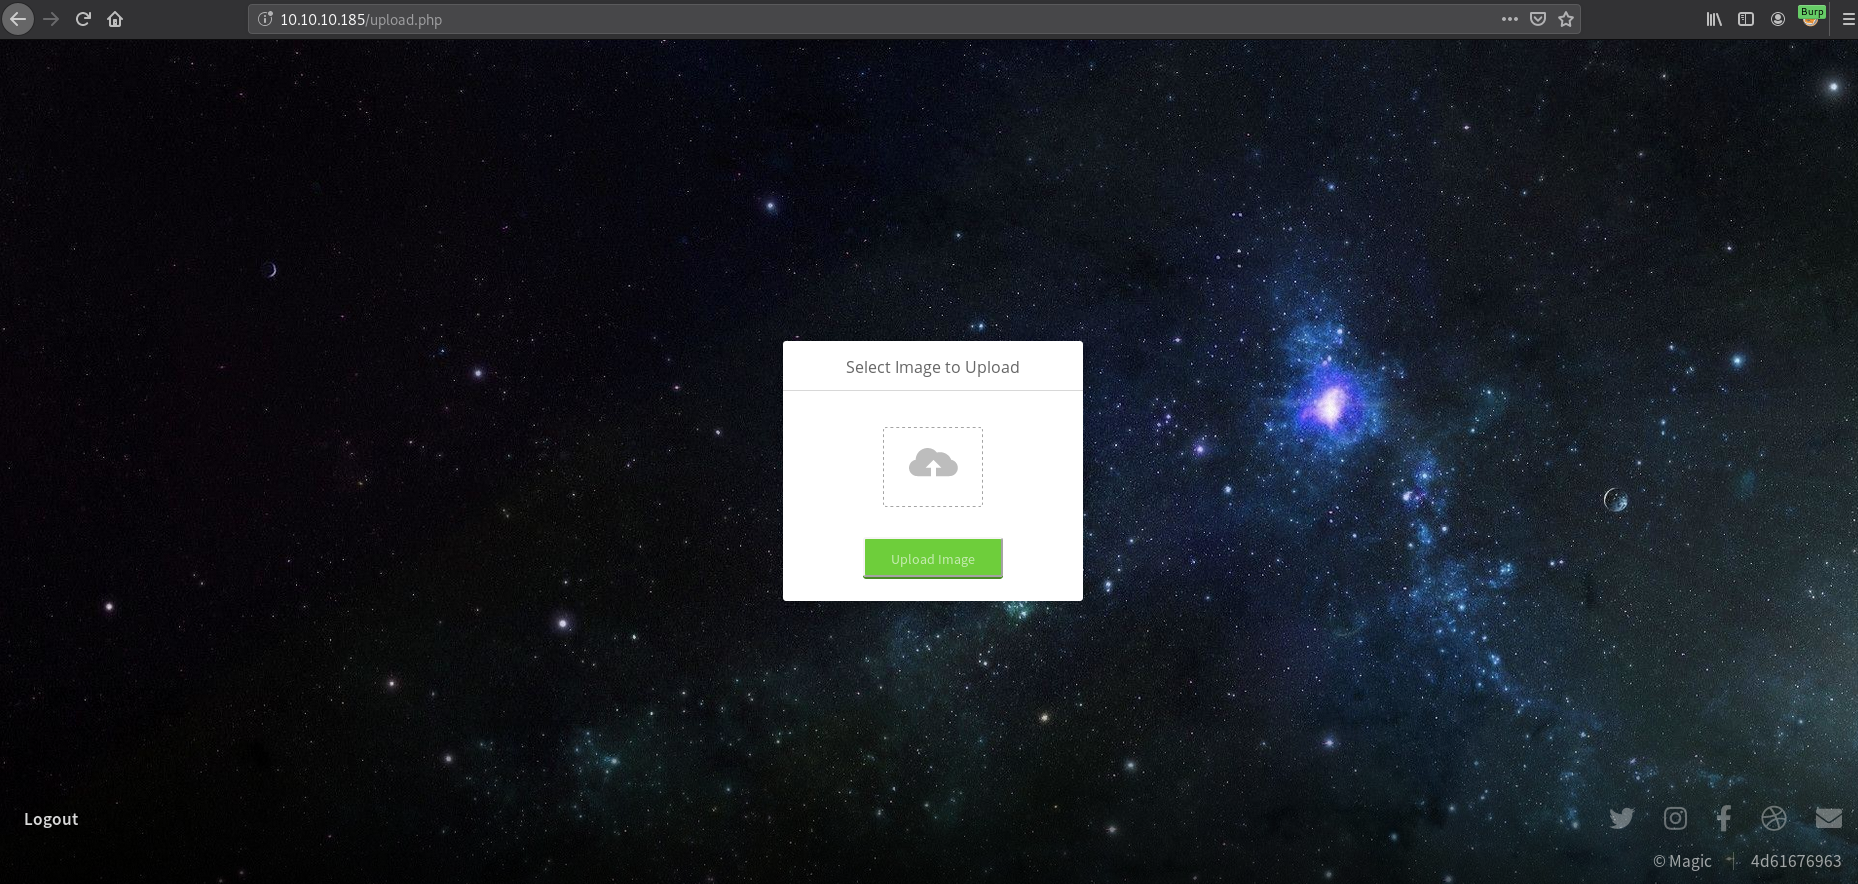 10.10.10.185/upload.php
Burp
Select Image to Upload
Upload Image
Logout
© Magic | 4d61676963